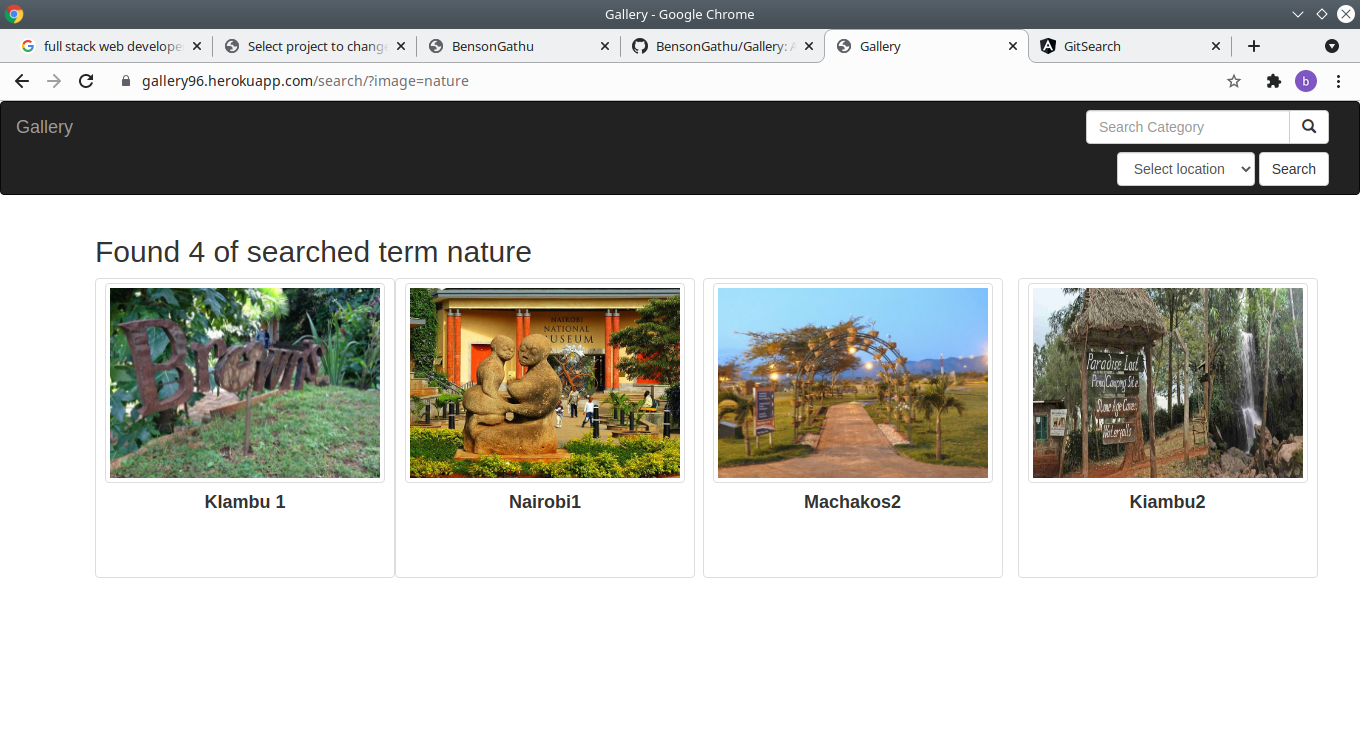 Gallery - Google Chrome
full stack web develope
Select project to change
BensonGathu
BensonGathu/Gallery: A
Gallery
GitSearch
gallery96.herokuapp.com/search/?image=nature
b
Gallery
Search Category
Select location
Search
Found 4 of searched term nature
Brown
NAIROBI
NATIONAL
MUSEUM
Paradise Lost
Picnic/Camping Site
Stone Age Caves
Waterfalls
KIambu 1
Nairobi1
Machakos2
Kiambu2